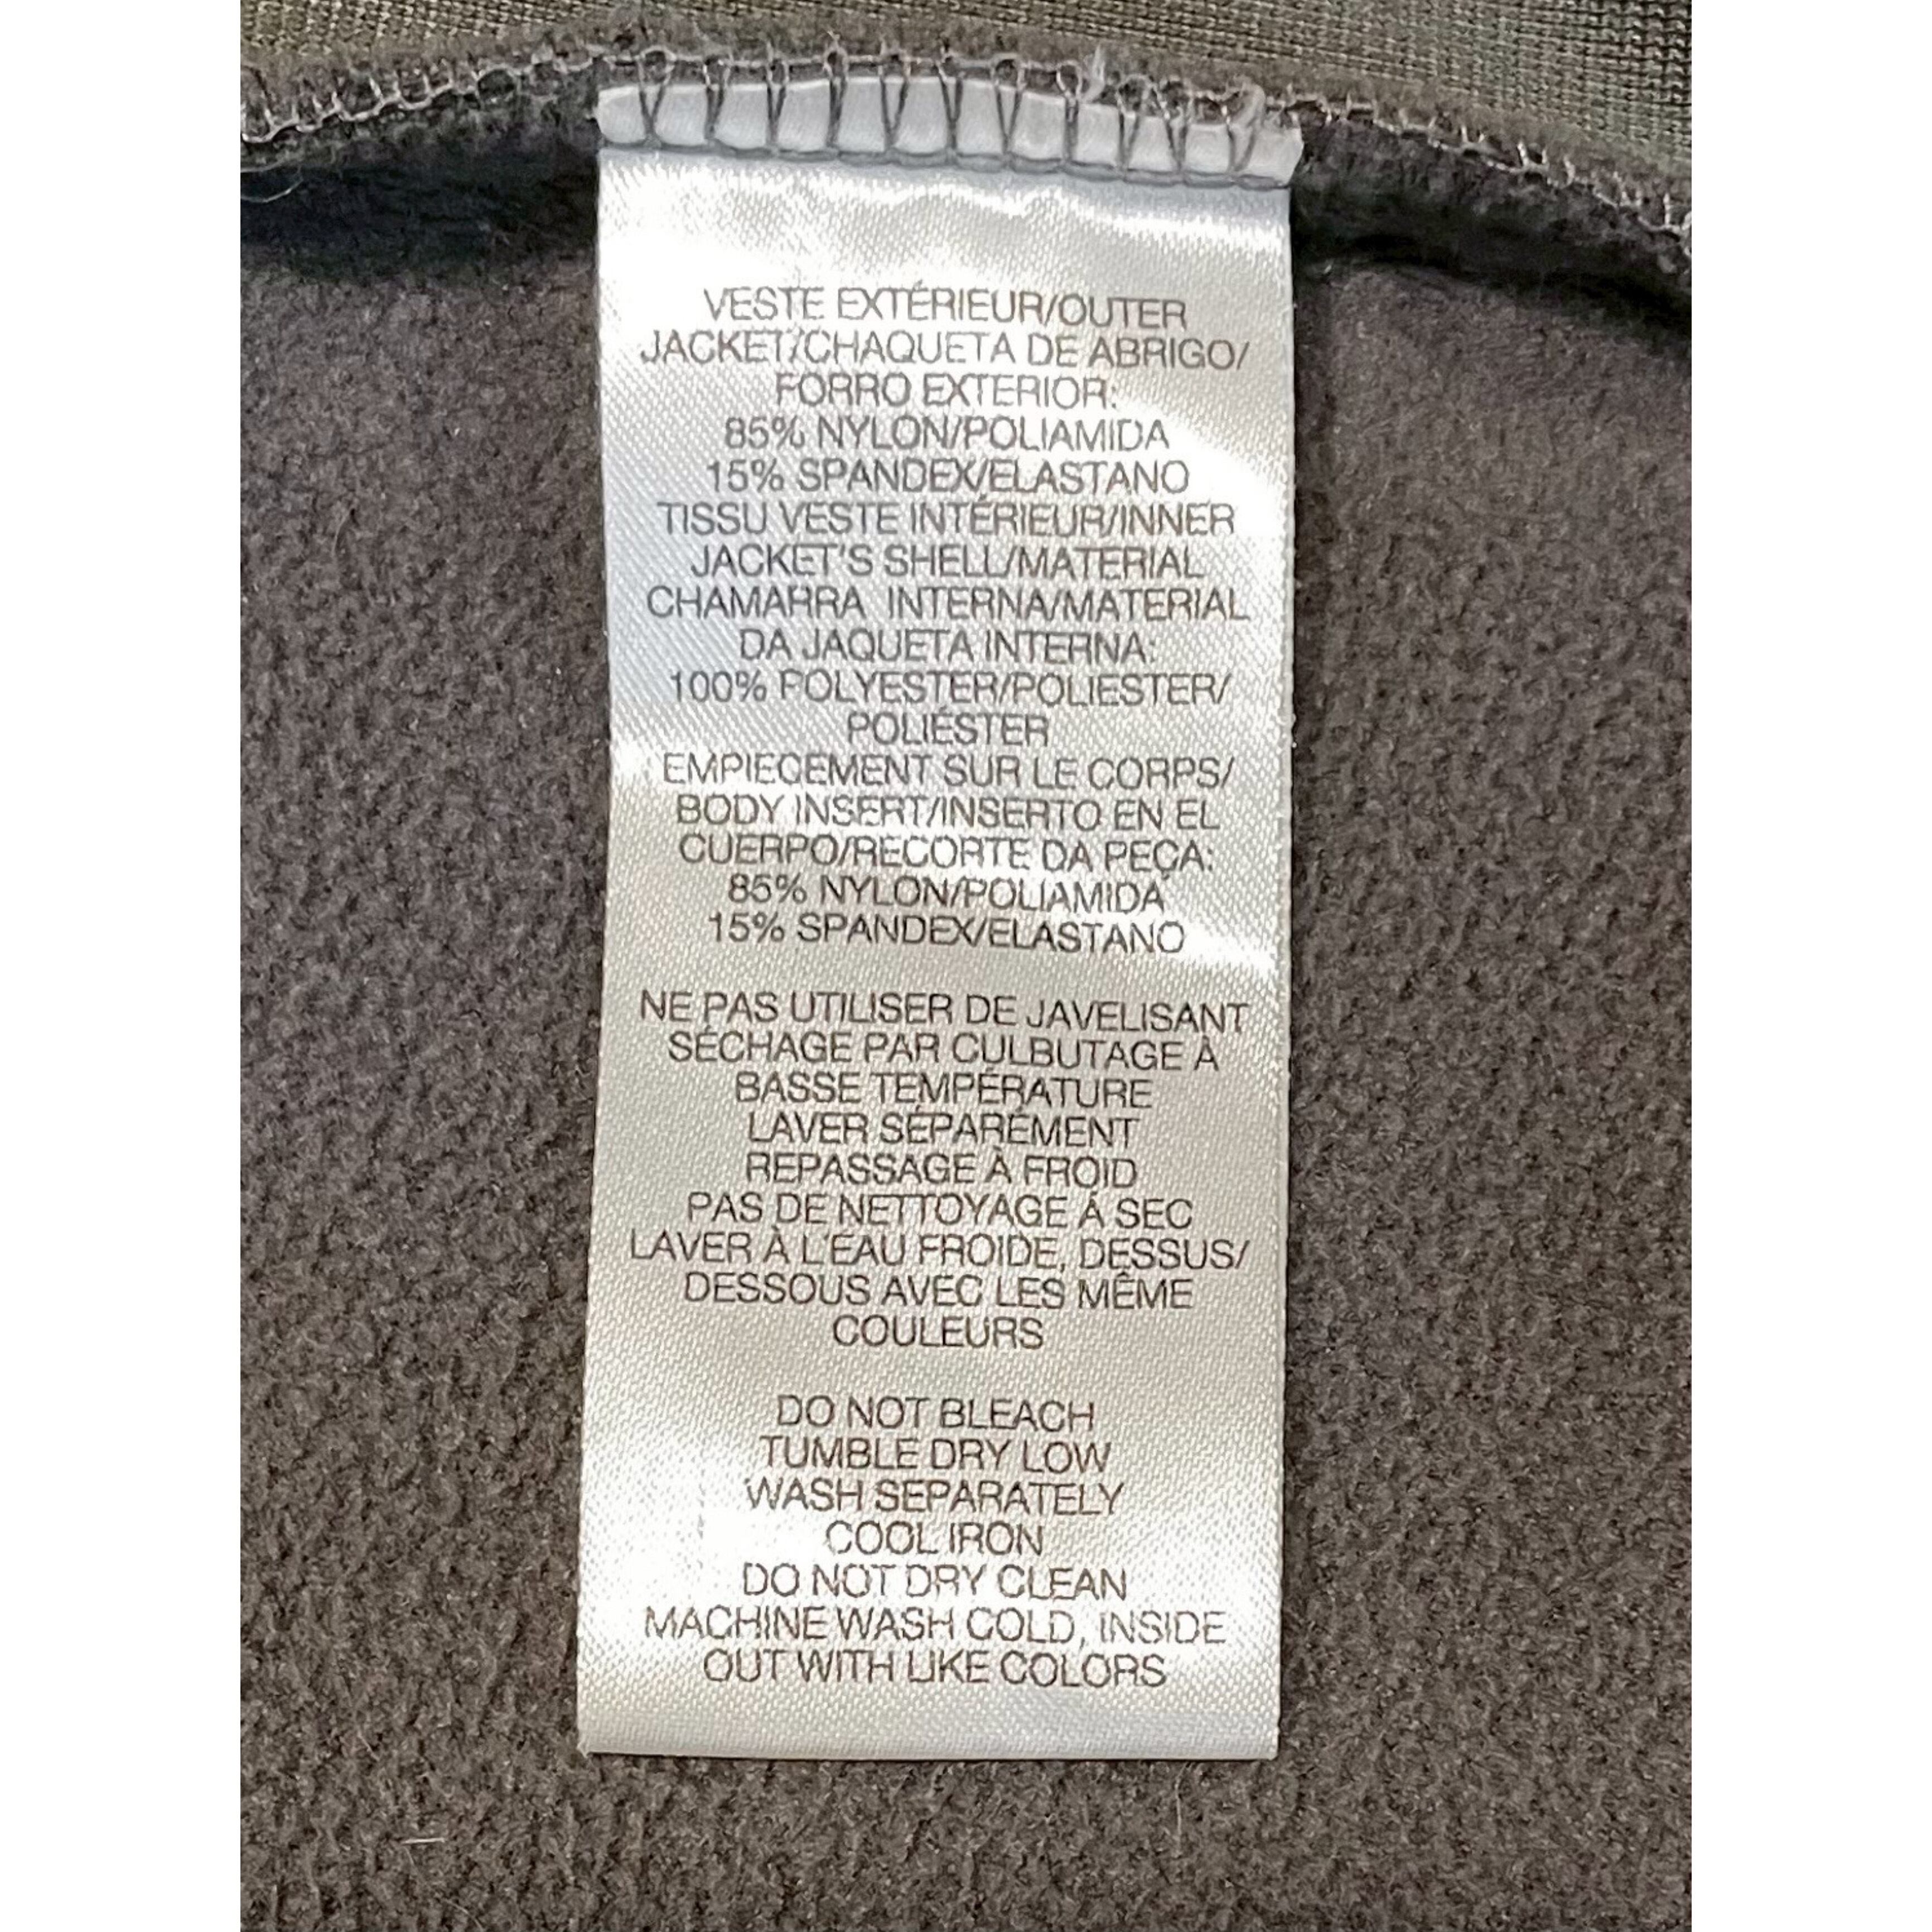 VESTE EXTÉRIEUR/OUTER
JACKET/CHAQUETA DE ABRIGO/
FORRO EXTERIOR:
85% NYLON/POLIAMIDA
15% SPANDEX/ELASTANO
TISSU VESTE INTÉRIEUR/INNER
JACKET'S SHELL/MATERIAL
CHAMARRA INTERNA/MATERIAL
DA JAQUETA INTERNA:
100% POLYESTER/POLIESTER/
POLIÉSTER
EMPIECEMENT SUR LE CORPS/
BODY INSERT/INSERTO EN EL
CUERPO/RECORTE DA PEÇA:
85% NYLON/POLIAMIDA
15% SPANDEX/ELASTANO
NE PAS UTILISER DE JAVELISANT
SÉCHAGE PAR CULBUTAGE À
BASSE TEMPÉRATURE
LAVER SÉPARÉMENT
REPASSAGE À FROID
PAS DE NETTOYAGE À SEC
LAVER À L'EAU FROIDE, DESSUS/
DESSOUS AVEC LES MÊME
COULEURS
DO NOT BLEACH
TUMBLE DRY LOW
WASH SEPARATELY
COOL IRON
DO NOT DRY CLEAN
MACHINE WASH COLD, INSIDE
OUT WITH LIKE COLORS